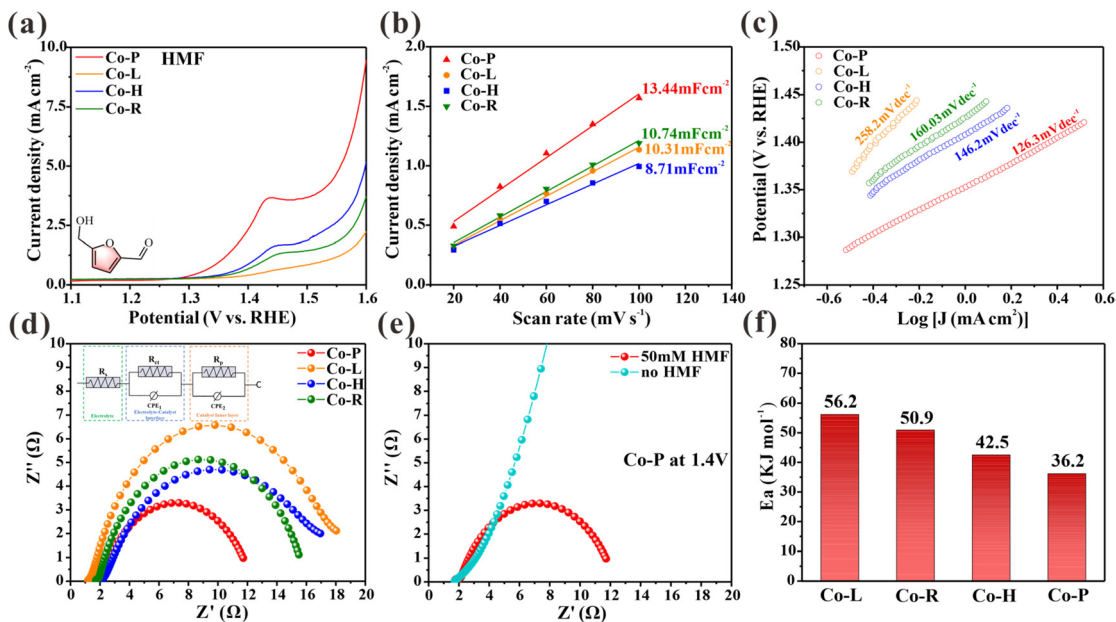 (a)
10.0
7.5
5.0
2.5
0.0
Current density (mA cm⁻²)
Co-P
Co-L
Co-H
Co-R
HMF
OH
O
O
1.1 1.2 1.3 1.4 1.5 1.6
Potential (V vs. RHE)
(b)
2.0
1.5
1.0
0.5
0.0
Current density (mA cm⁻²)
Co-P
Co-L
Co-H
Co-R
13.44mFcm⁻²
10.74mFcm⁻²
10.31mFcm⁻²
8.71mFcm⁻²
20 40 60 80 100 120 140
Scan rate (mV s⁻¹)
(c)
1.50
1.45
1.40
1.35
1.30
1.25
Potential (V vs. RHE)
Co-P
Co-L
Co-H
Co-R
258.2mVdec⁻¹
160.03mVdec⁻¹
146.2mVdec⁻¹
126.3mVdec⁻¹
-0.6 -0.4 -0.2 0.0 0.2 0.4 0.6
Log [J (mA cm²)]
(d)
10
9
8
7
6
5
4
3
2
1
0
Z'' (Ω)
Rs
Rct
Rp
CPE1
CPE2
Electrolyte
Electrolyte-Catalyst
Interface
Catalyst Inner layer
Co-P
Co-L
Co-H
Co-R
0 2 4 6 8 10 12 14 16 18 20
Z' (Ω)
(e)
10
9
8
7
6
5
4
3
2
1
0
Z'' (Ω)
50mM HMF
no HMF
Co-P at 1.4V
0 2 4 6 8 10 12 14 16 18 20
Z' (Ω)
(f)
80
70
60
50
40
30
20
10
0
Ea (KJ mol⁻¹)
56.2
50.9
42.5
36.2
Co-L Co-R Co-H Co-P